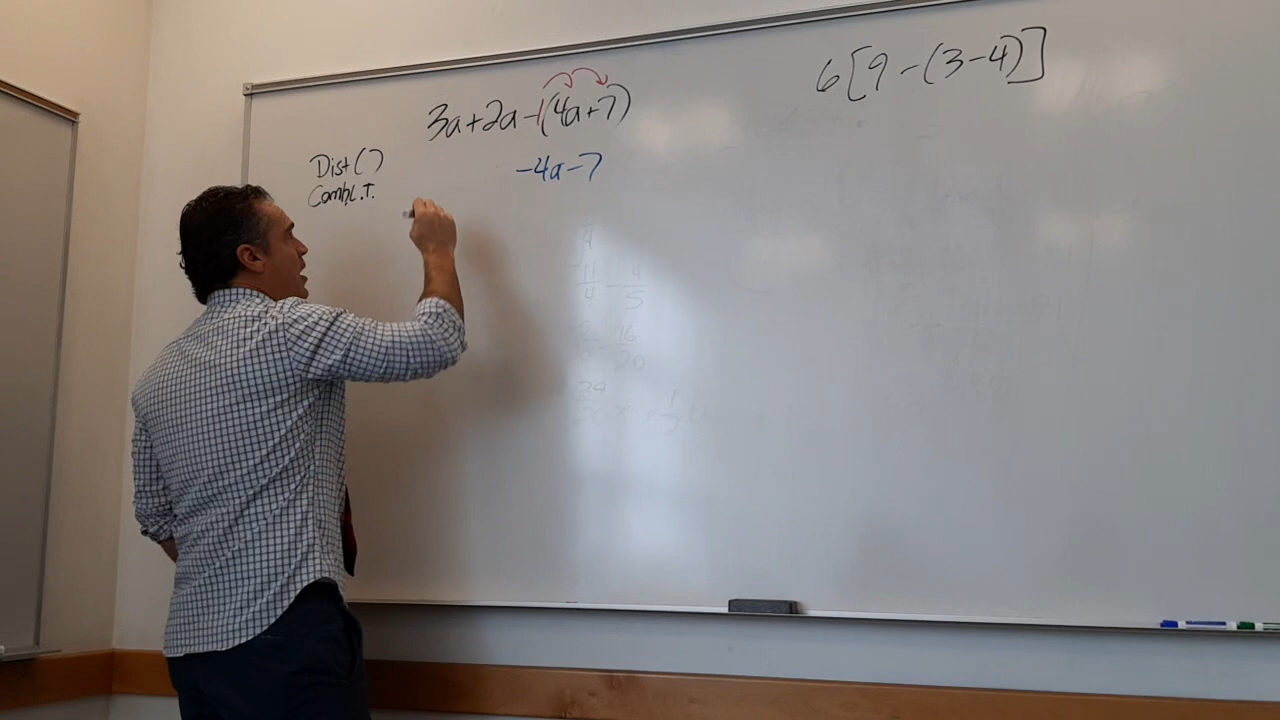 3a+2a-1(4a+7)
Dist ( )
Comb L.T.
-4a-7
6[9-(3-4)]